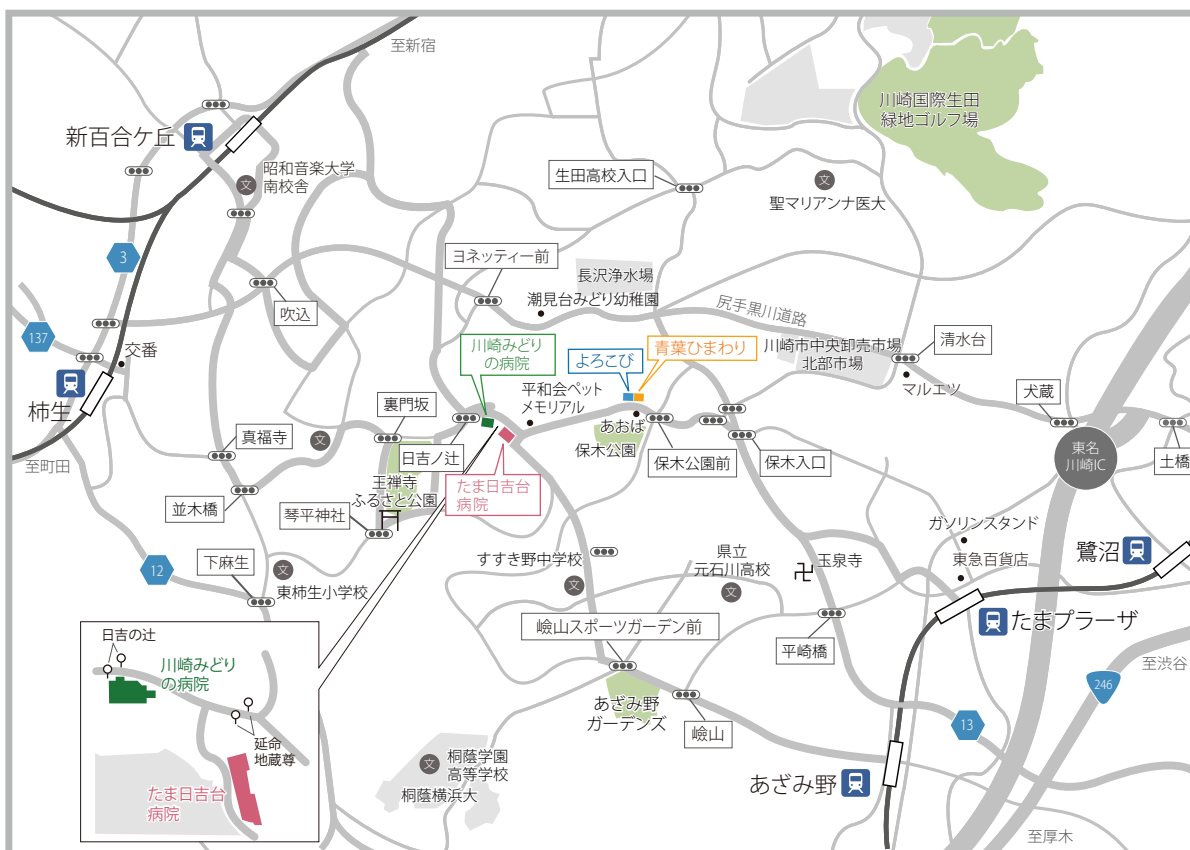 至新宿
川崎国際生田
緑地ゴルフ場
新百合ケ丘
昭和音楽大学
南校舎
文
生田高校入口
文
聖マリアンナ医大
3
ヨネッティー前
長沢浄水場
潮見台みどり幼稚園
尻手黒川道路
吹込
137
交番
川崎みどり
の病院
よろこび
青葉ひまわり
川崎市中央卸売市場
北部市場
清水台
マルエツ
柿生
裏門坂
平和会ペット
メモリアル
あおば
犬蔵
真福寺
文
日吉ノ辻
保木公園
保木公園前
保木入口
東名
川崎IC
土橋
至町田
たま日吉台
病院
王禅寺
ふるさと公園
並木橋
琴平神社
ガソリンスタンド
東急百貨店
鷺沼
12
下麻生
文
東柿生小学校
すすき野中学校
文
県立
元石川高校
文
玉泉寺
たまプラーザ
嶮山スポーツガーデン前
平崎橋
至渋谷
246
日吉の辻
川崎みどり
の病院
延命
地蔵尊
たま日吉台
病院
あざみ野
ガーデンズ
嶮山
13
文
桐蔭学園
高等学校
桐蔭横浜大
あざみ野
至厚木